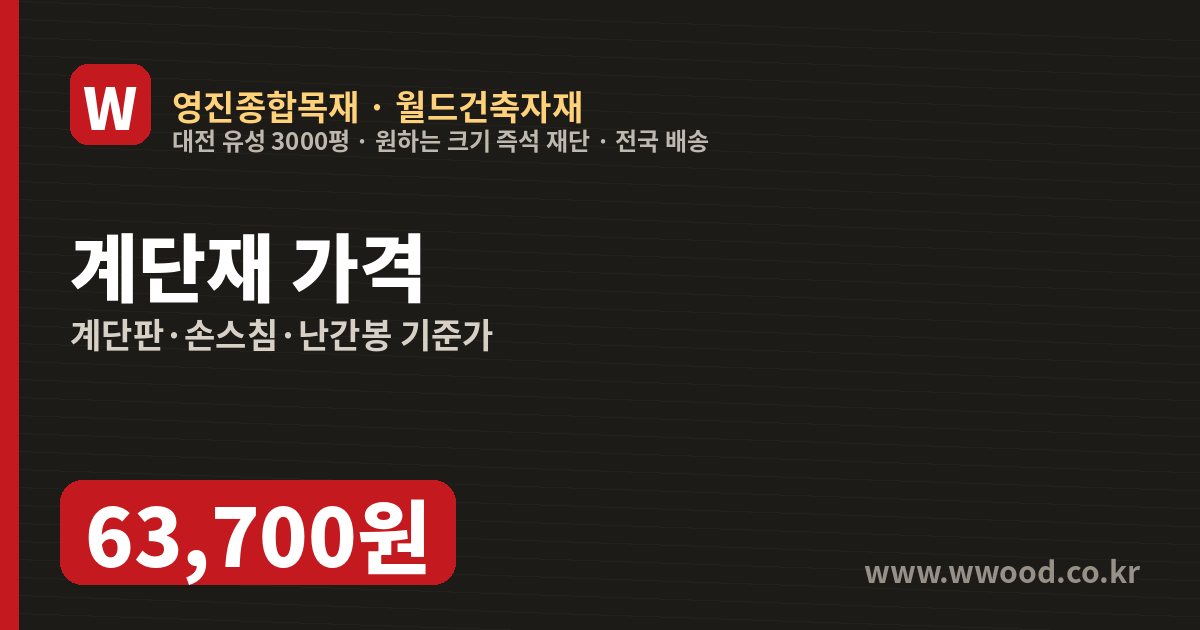 W
영진종합목재 · 월드건축자재
대전 유성 3000평 · 원하는 크기 즉석 재단 · 전국 배송
계단재 가격
계단판·손스침·난간봉 기준가
63,700원
www.wwood.co.kr